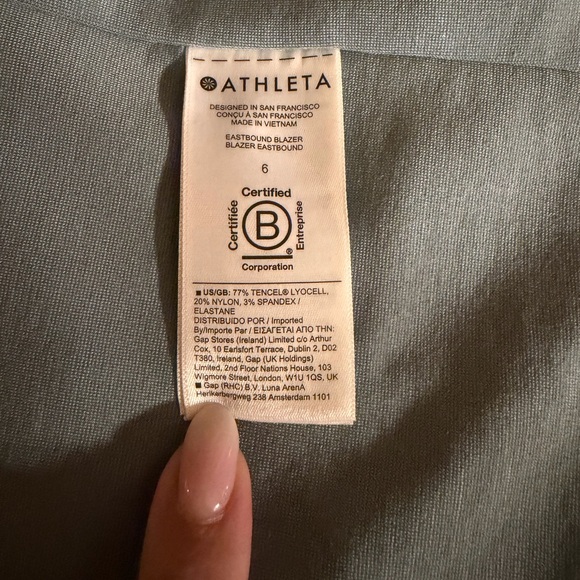 ATHLETA
DESIGNED IN SAN FRANCISCO
CONÇU À SAN FRANCISCO
MADE IN VIETNAM
EASTBOUND BLAZER
BLAZER EASTBOUND
6
Certified
Certifiée
B
Entreprise
®
Corporation
■ US/GB: 77% TENCEL® LYOCELL,
20% NYLON, 3% SPANDEX /
ELASTANE
DISTRIBUIDO POR / Imported
By/Importe Par / ΕΙΣΑΓΕΤΑΙ ΑΠΟ ΤΗΝ:
Gap Stores (Ireland) Limited c/o Arthur
Cox, 10 Earlsfort Terrace, Dublin 2, D02
T380, Ireland, Gap (UK Holdings)
Limited, 2nd Floor Nations House, 103
Wigmore Street, London, W1U 1QS, UK
■ Gap (RHC) B.V. Luna ArenA
Herikerbergweg 238 Amsterdam 1101